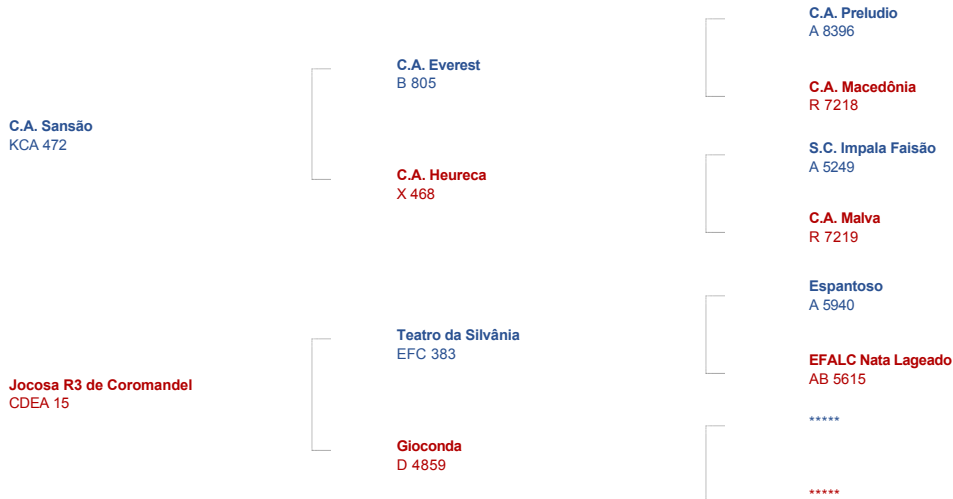 C.A. Sansão
KCA 472
Jocosa R3 de Coromandel
CDEA 15
C.A. Everest
B 805
C.A. Heureca
X 468
Teatro da Silvânia
EFC 383
Gioconda
D 4859
C.A. Preludio
A 8396
C.A. Macedônia
R 7218
S.C. Impala Faisão
A 5249
C.A. Malva
R 7219
Espantoso
A 5940
EFALC Nata Lageado
AB 5615
*****
*****